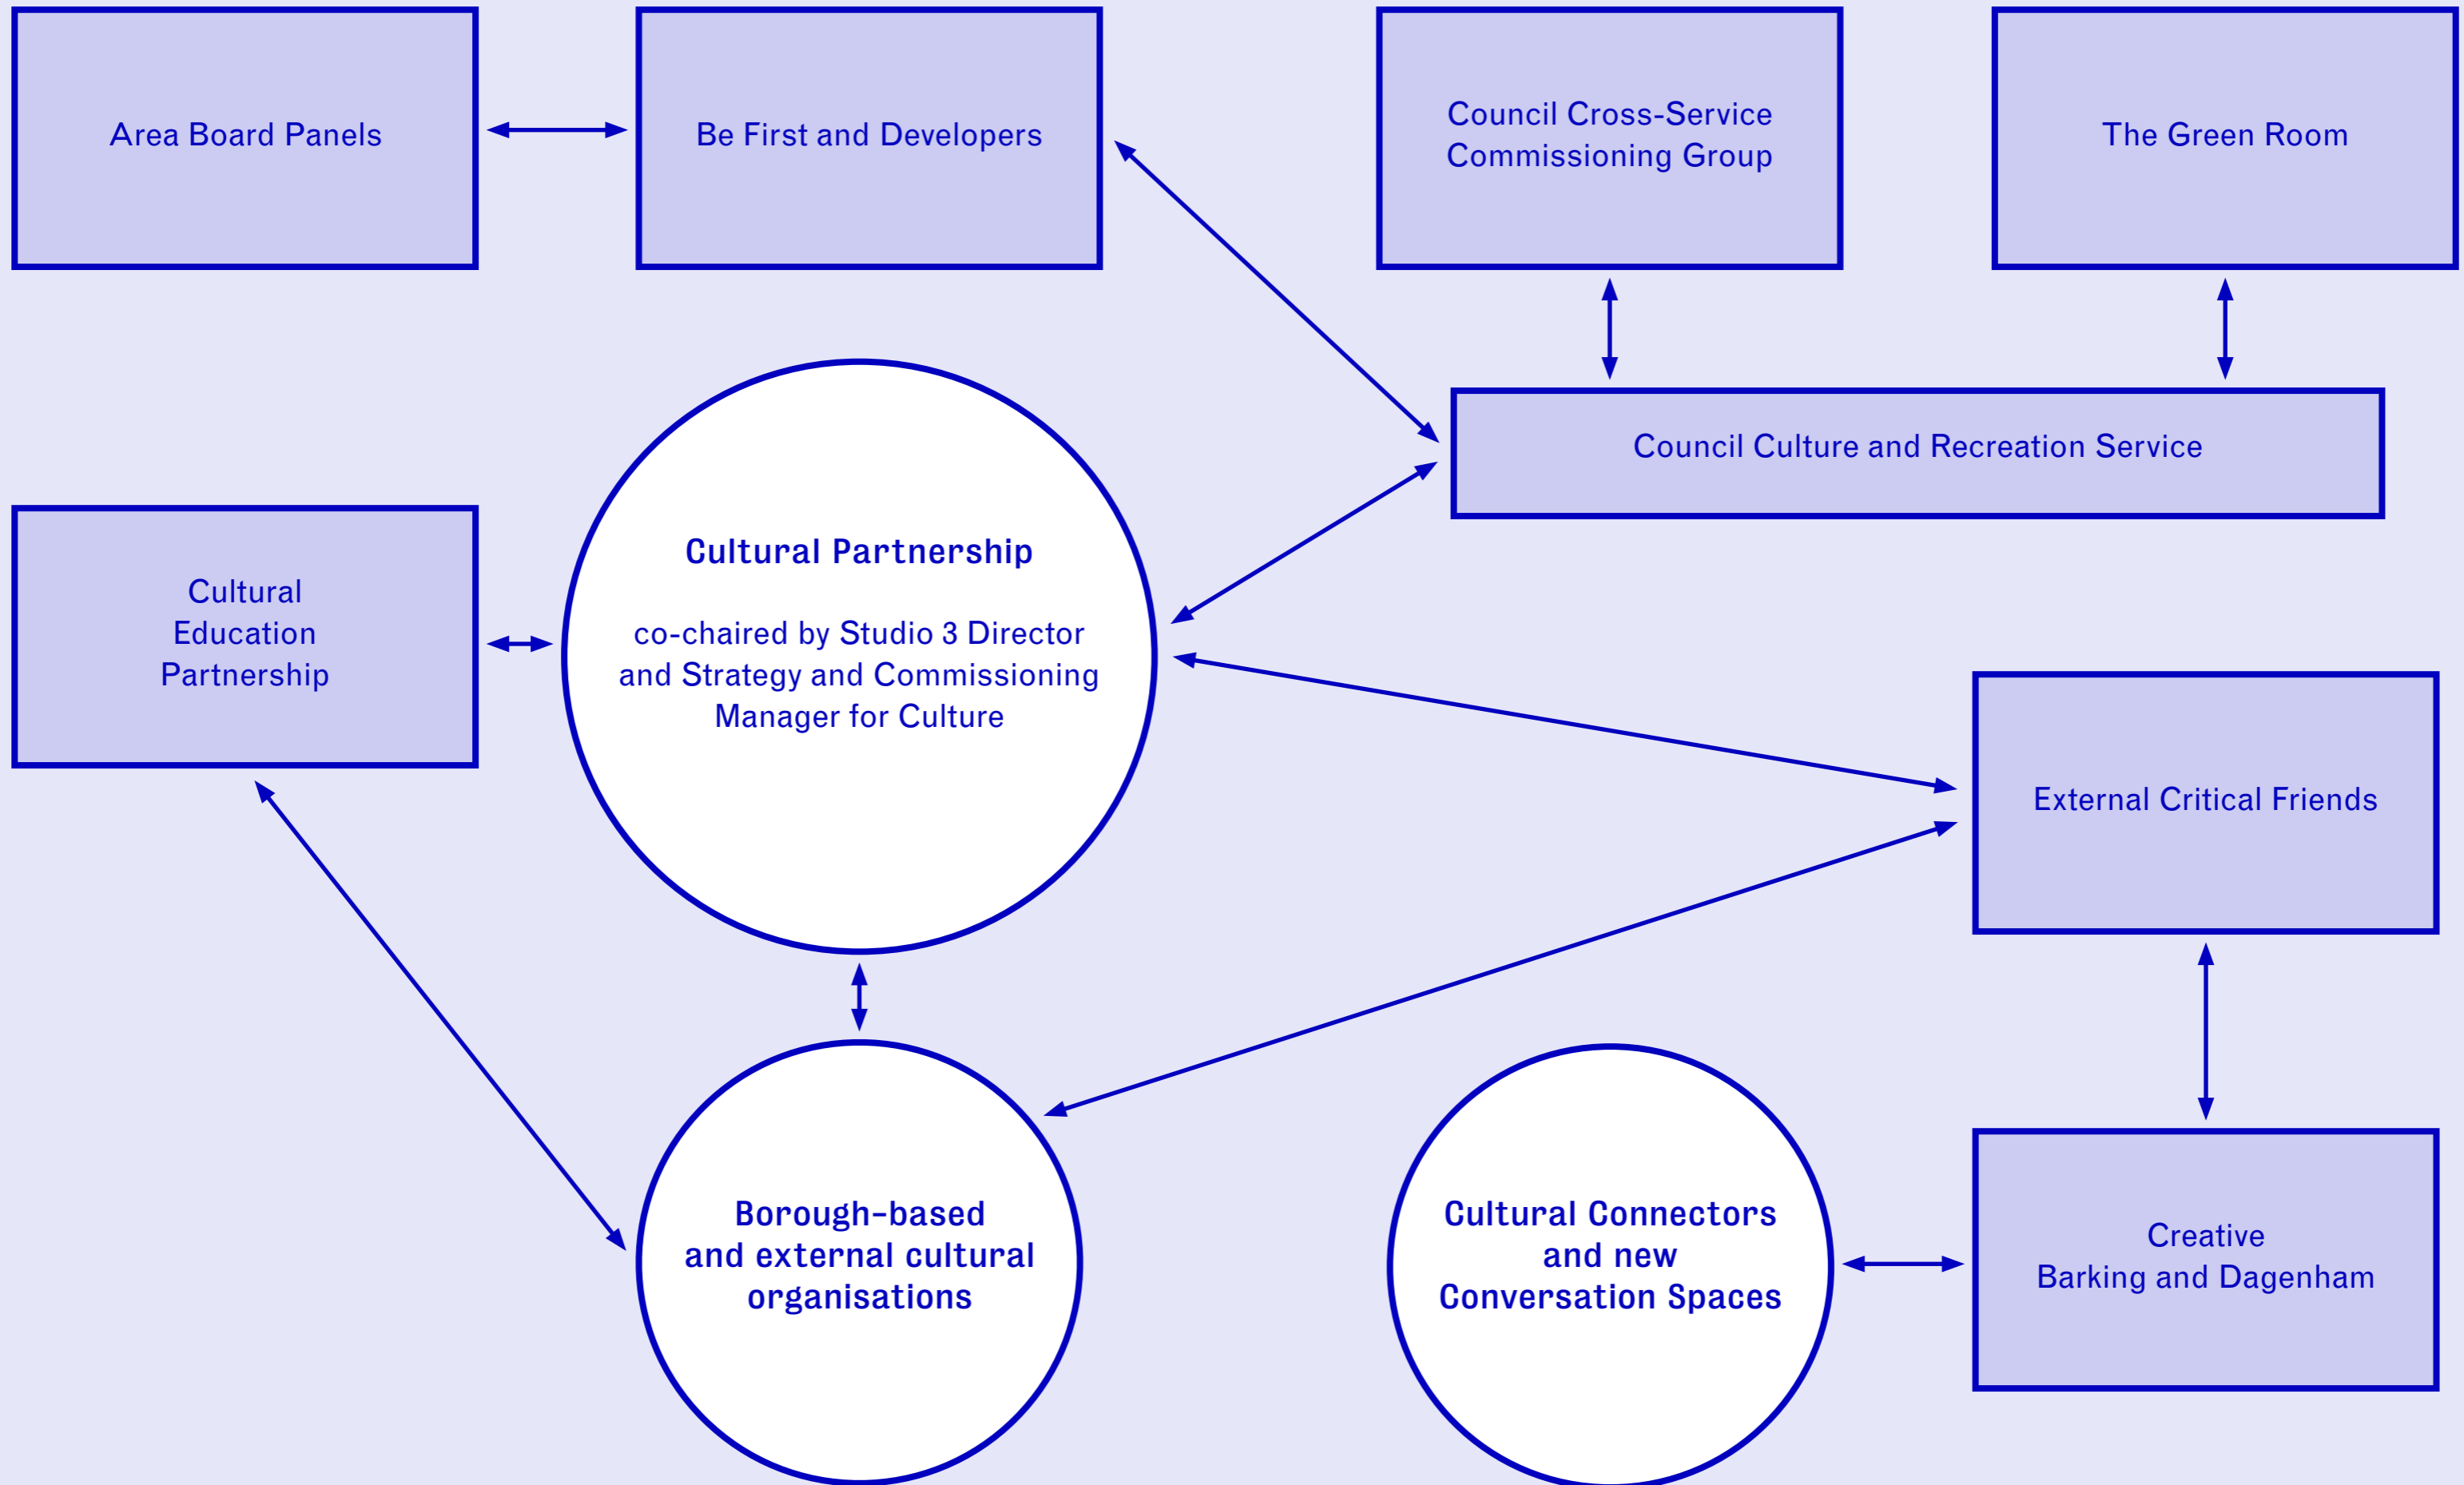 Area Board Panels
Be First and Developers
Council Cross-Service
Commissioning Group
The Green Room
Council Culture and Recreation Service
Cultural Partnership
co-chaired by Studio 3 Director
and Strategy and Commissioning
Manager for Culture
Cultural
Education
Partnership
External Critical Friends
Borough-based
and external cultural
organisations
Cultural Connectors
and new
Conversation Spaces
Creative
Barking and Dagenham